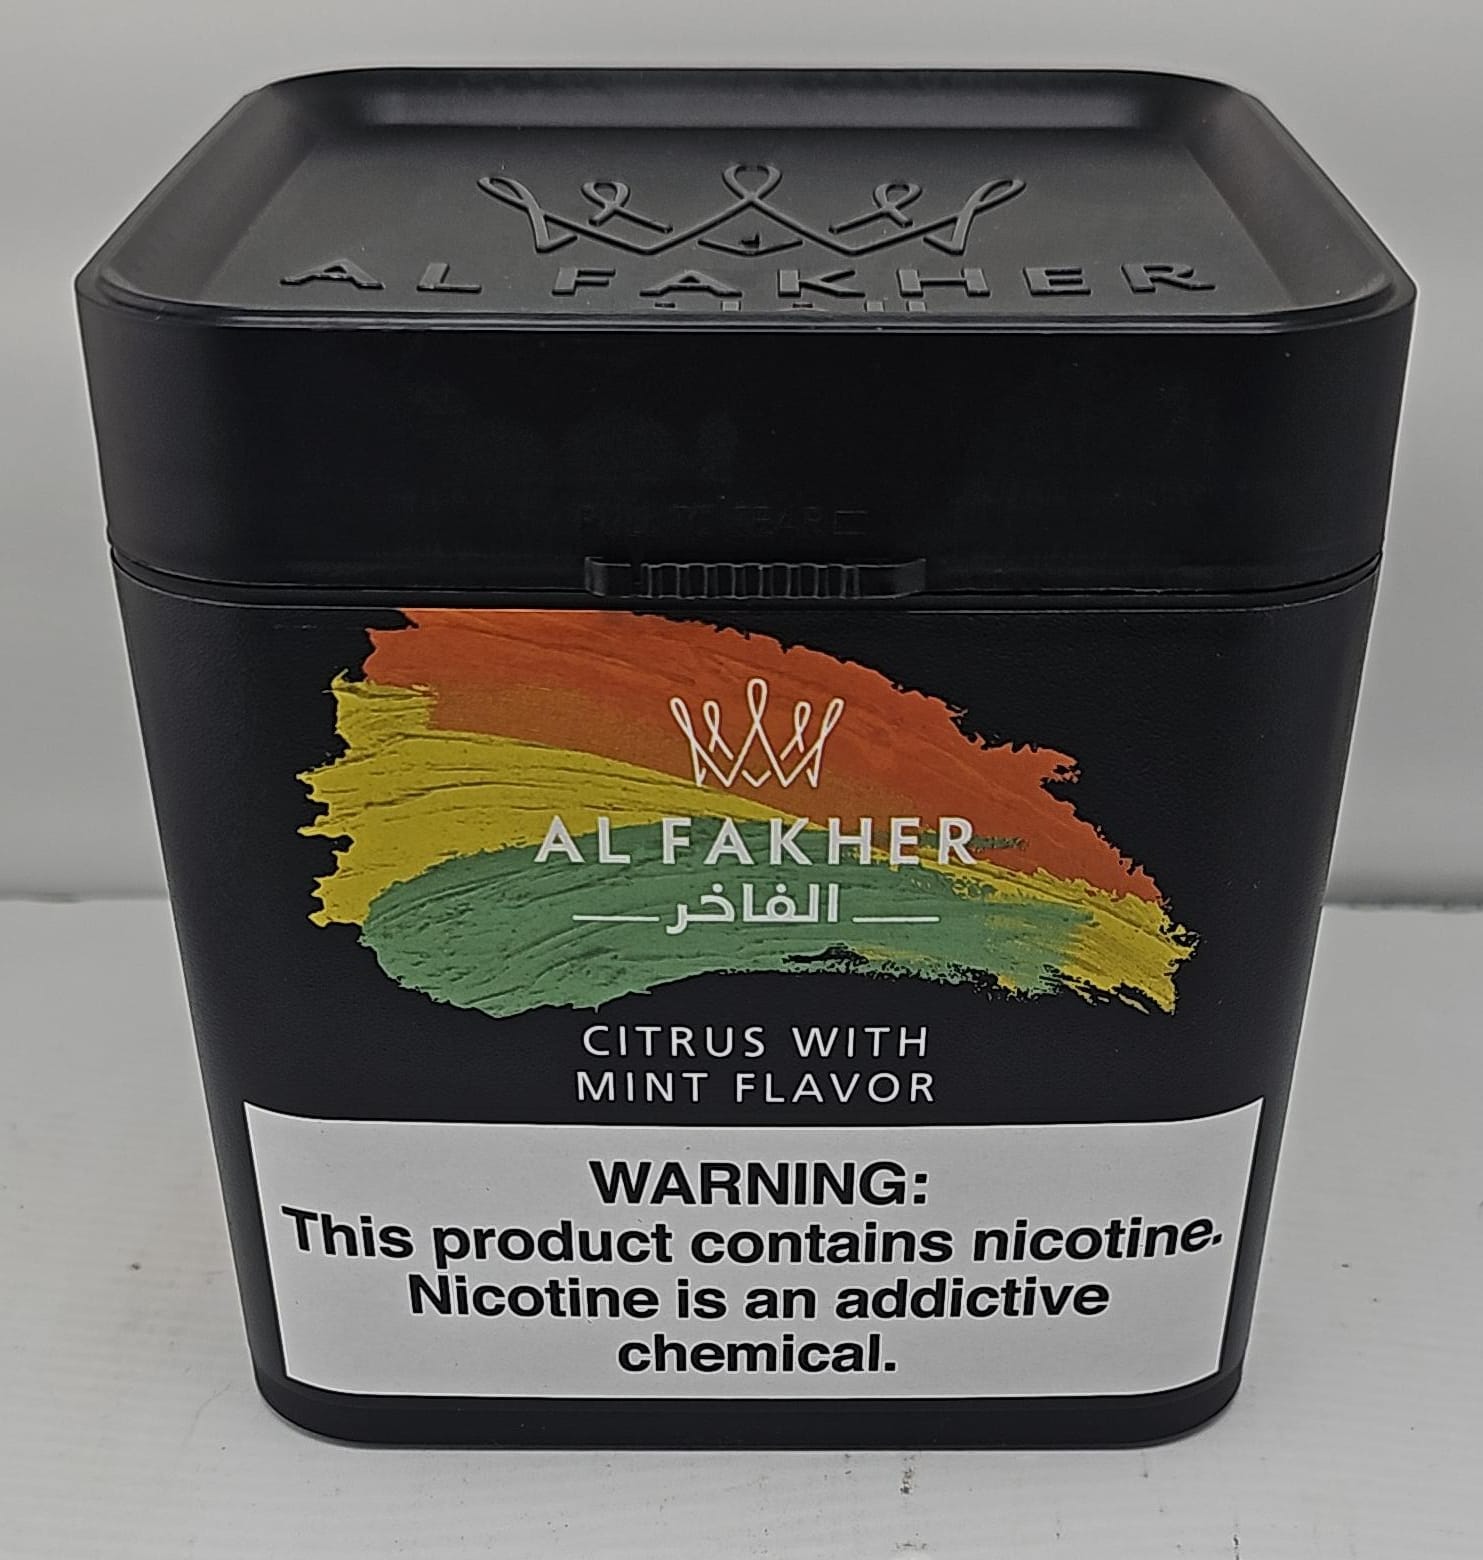 AL FAKHER
AL FAKHER
الفاخر
CITRUS WITH
MINT FLAVOR
WARNING:
This product contains nicotine.
Nicotine is an addictive
chemical.